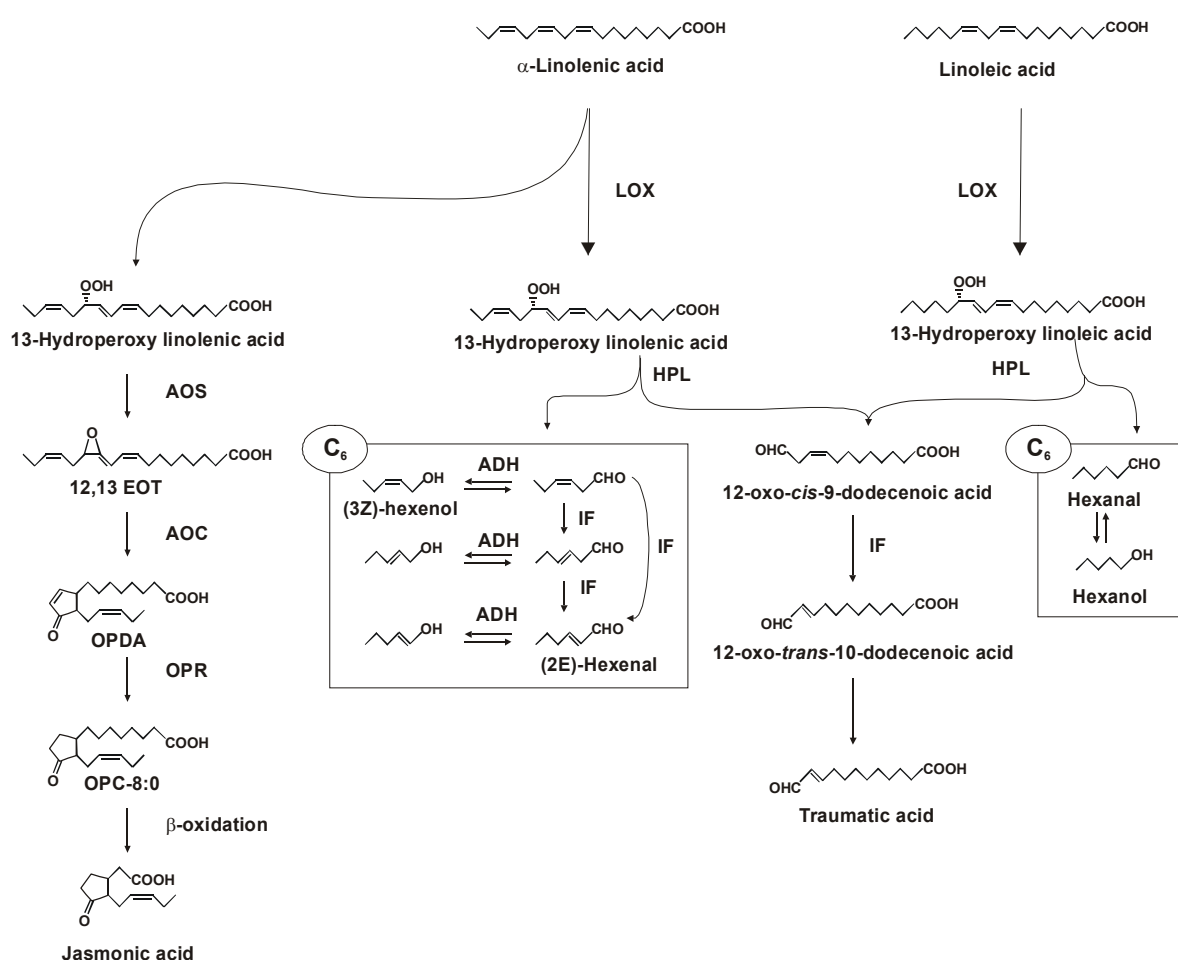 COOH
α-Linolenic acid
COOH
Linoleic acid
LOX
LOX
OOH
COOH
13-Hydroperoxy linolenic acid
OOH
COOH
13-Hydroperoxy linolenic acid
OOH
COOH
13-Hydroperoxy linoleic acid
AOS
O
COOH
12,13 EOT
AOC
COOH
O
OPDA
OPR
COOH
O
OPC-8:0
β-oxidation
COOH
O
Jasmonic acid
HPL
C6
OH
ADH
CHO
(3Z)-hexenol
IF
OH
ADH
CHO
IF
IF
OH
ADH
CHO
(2E)-Hexenal
OHC
COOH
12-oxo-cis-9-dodecenoic acid
IF
COOH
OHC
12-oxo-trans-10-dodecenoic acid
COOH
OHC
Traumatic acid
HPL
C6
CHO
Hexanal
OH
Hexanol